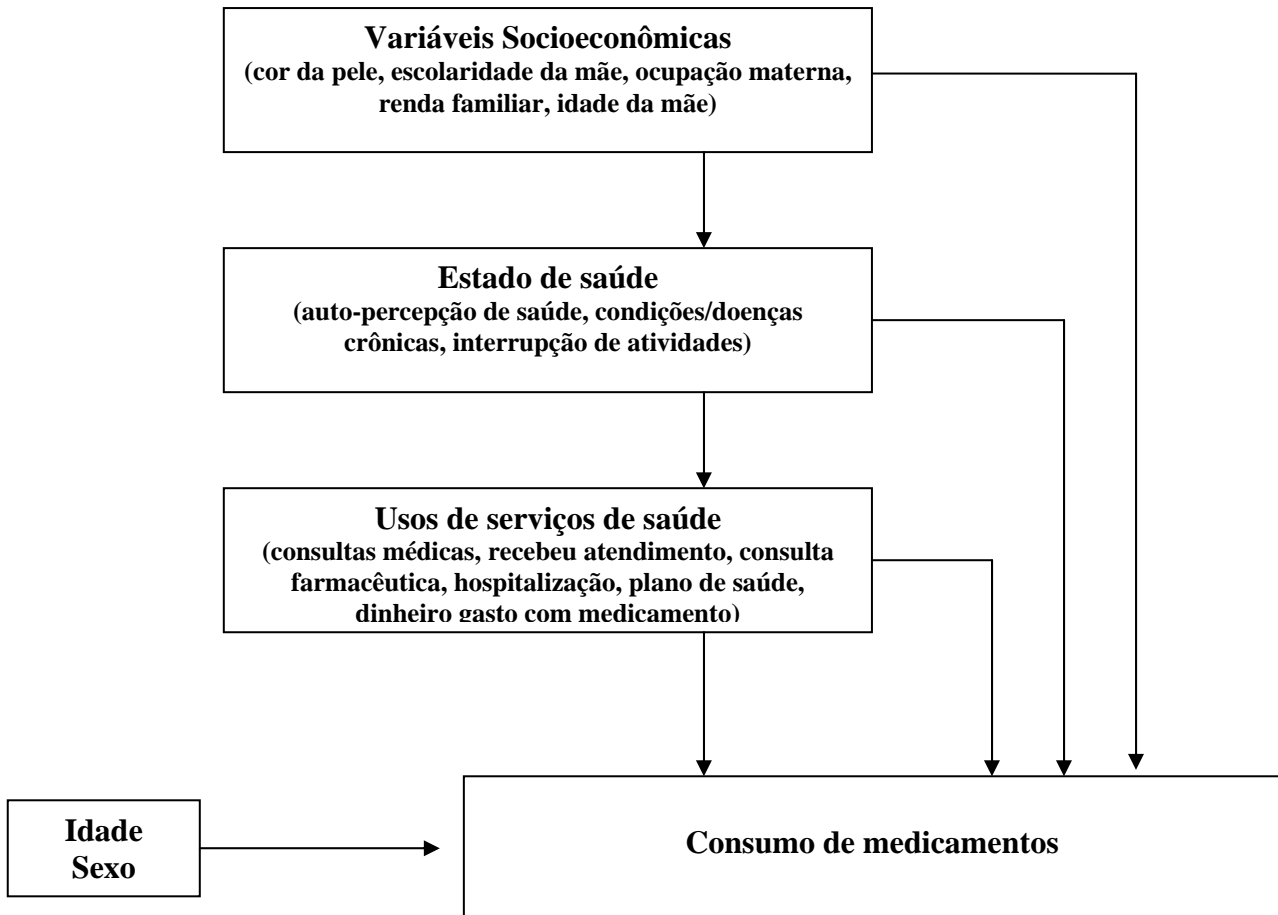 Variáveis Socioeconômicas
(cor da pele, escolaridade da mãe, ocupação materna,
renda familiar, idade da mãe)
Estado de saúde
(auto-percepção de saúde, condições/doenças
crônicas, interrupção de atividades)
Usos de serviços de saúde
(consultas médicas, recebeu atendimento, consulta
farmacêutica, hospitalização, plano de saúde,
dinheiro gasto com medicamento)
Idade
Sexo
Consumo de medicamentos